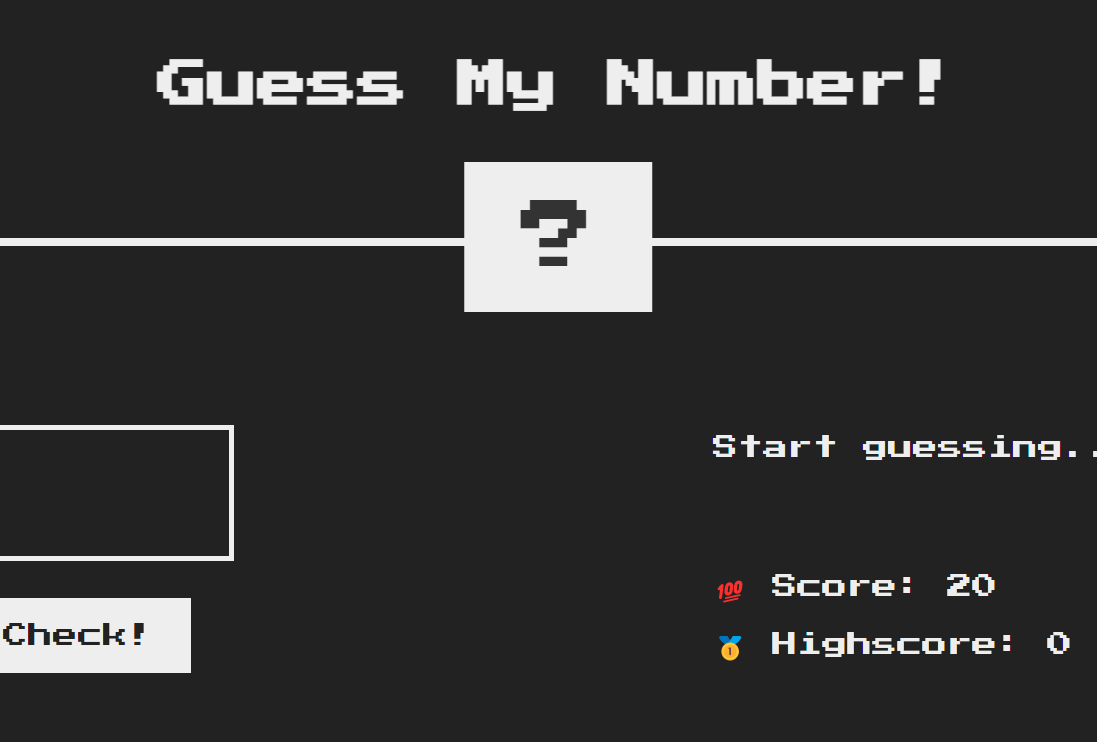 Guess My Number!
?
Start guessing..
Check!
💯 Score: 20
🥇 Highscore: 0